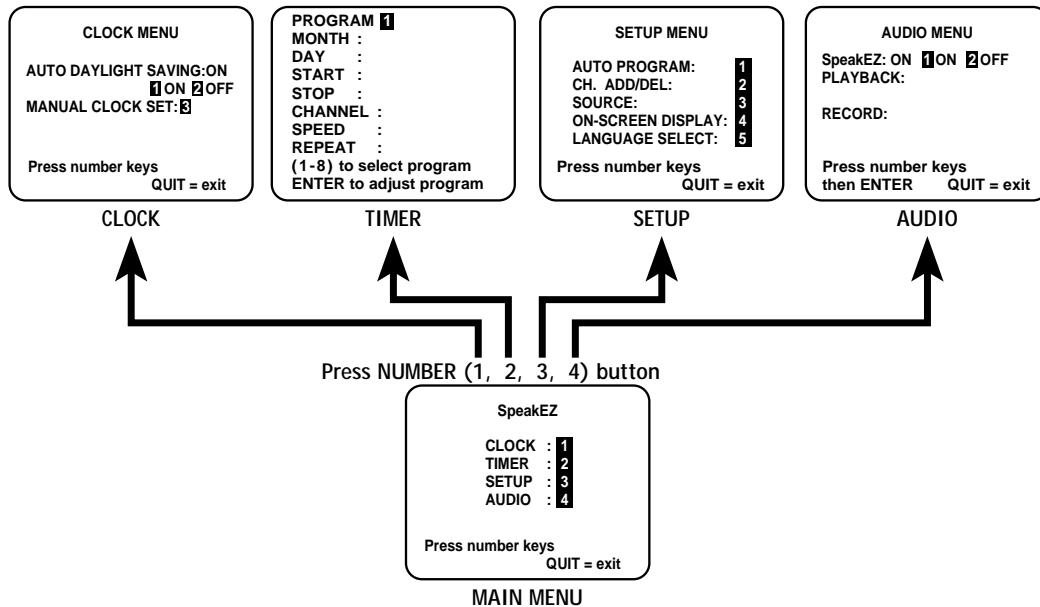 CLOCK MENU
AUTO DAYLIGHT SAVING:ON
1 ON 2 OFF
MANUAL CLOCK SET:3
Press number keys
QUIT = exit
CLOCK
PROGRAM 1
MONTH :
DAY :
START :
STOP :
CHANNEL :
SPEED :
REPEAT :
(1-8) to select program
ENTER to adjust program
TIMER
SETUP MENU
AUTO PROGRAM: 1
CH. ADD/DEL: 2
SOURCE: 3
ON-SCREEN DISPLAY: 4
LANGUAGE SELECT: 5
Press number keys
QUIT = exit
SETUP
AUDIO MENU
SpeakEZ: ON 1 ON 2 OFF
PLAYBACK:
RECORD:
Press number keys
then ENTER QUIT = exit
AUDIO
Press NUMBER (1, 2, 3, 4) button
SpeakEZ
CLOCK : 1
TIMER : 2
SETUP : 3
AUDIO : 4
Press number keys
QUIT = exit
MAIN MENU